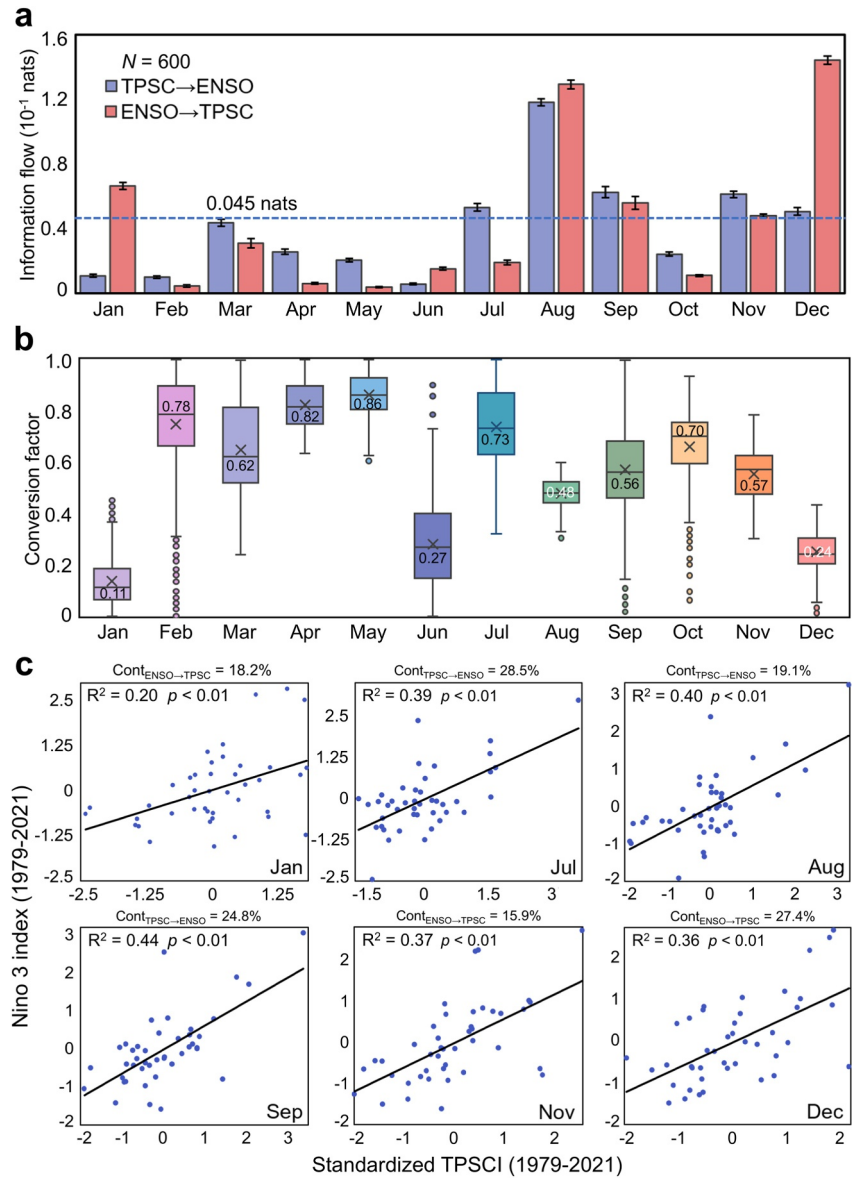 a
1.6
1.2
0.8
0.4
0
Information flow (10⁻¹ nats)
N = 600
TPSC→ENSO
ENSO→TPSC
0.045 nats
Jan Feb Mar Apr May Jun Jul Aug Sep Oct Nov Dec
b
1.0
0.8
0.6
0.4
0.2
0
Conversion factor
0.11 0.78 0.62 0.82 0.86 0.27 0.73 0.48 0.56 0.70 0.57 0.24
Jan Feb Mar Apr May Jun Jul Aug Sep Oct Nov Dec
c
Nino 3 index (1979-2021)
Cont_ENSO→TPSC = 18.2%
R² = 0.20 p < 0.01
2.5
1.25
0
-1.25
-2.5
Jan
-2.5 -1.25 0 1.25
Cont_TPSC→ENSO = 28.5%
R² = 0.39 p < 0.01
2.5
1.25
0
-1.25
-2.5
Jul
-1.5 0 1.5 3
Cont_TPSC→ENSO = 19.1%
R² = 0.40 p < 0.01
3
2
1
0
-1
-2
Aug
-2 -1 0 1 2 3
Cont_TPSC→ENSO = 24.8%
R² = 0.44 p < 0.01
3
2
1
0
-1
-2
Sep
-2 -1 0 1 2 3
Cont_ENSO→TPSC = 15.9%
R² = 0.37 p < 0.01
2
1
0
-1
-2
Nov
-2 -1 0 1 2
Cont_ENSO→TPSC = 27.4%
R² = 0.36 p < 0.01
2
1
0
-1
-2
Dec
-2 -1 0 1 2
Standardized TPSCI (1979-2021)